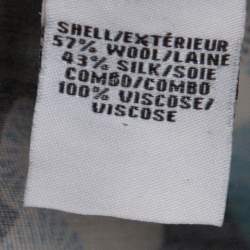 SHELL/EXTÉRIEUR
57% WOOL/LAINE
43% SILK/SOIE
COMBO/COMBO
100% VISCOSE/
VISCOSE